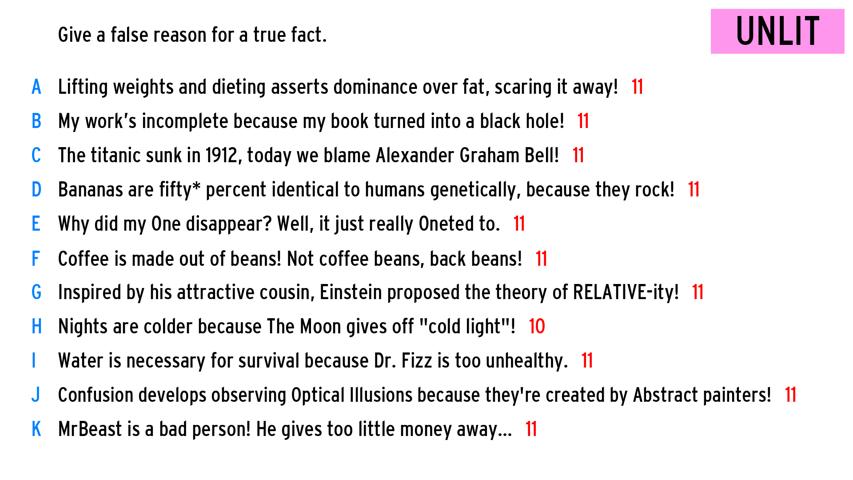 Give a false reason for a true fact.
UNLIT
A Lifting weights and dieting asserts dominance over fat, scaring it away! 11
B My work's incomplete because my book turned into a black hole! 11
C The titanic sunk in 1912, today we blame Alexander Graham Bell! 11
D Bananas are fifty* percent identical to humans genetically, because they rock! 11
E Why did my One disappear? Well, it just really Oneted to. 11
F Coffee is made out of beans! Not coffee beans, back beans! 11
G Inspired by his attractive cousin, Einstein proposed the theory of RELATIVE-ity! 11
H Nights are colder because The Moon gives off "cold light"! 10
I Water is necessary for survival because Dr. Fizz is too unhealthy. 11
J Confusion develops observing Optical Illusions because they're created by Abstract painters! 11
K MrBeast is a bad person! He gives too little money away... 11